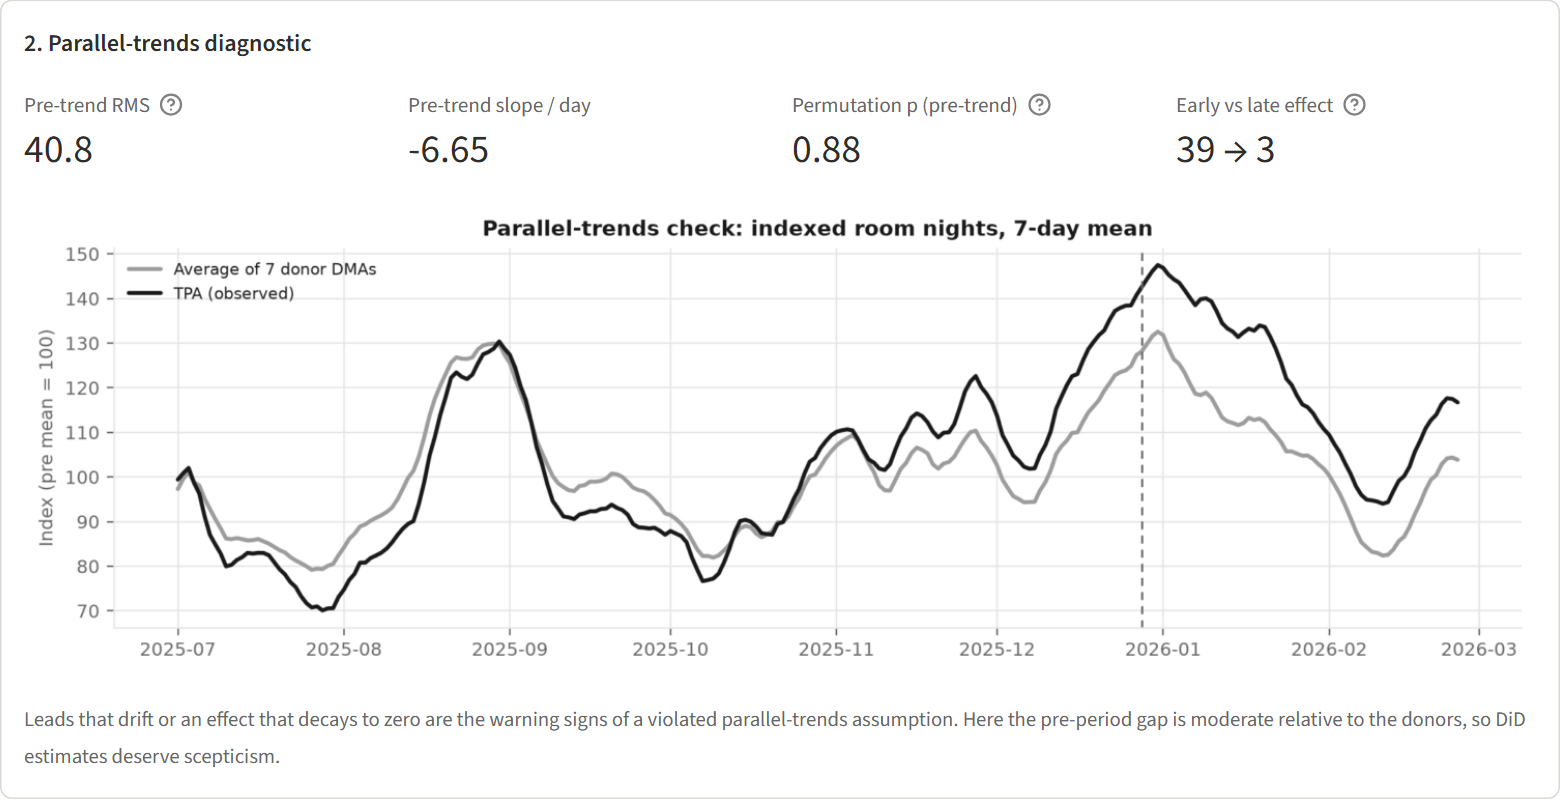 2. Parallel-trends diagnostic
Pre-trend RMS ?
40.8
Pre-trend slope / day
-6.65
Permutation p (pre-trend) ?
0.88
Early vs late effect ?
39 → 3
Parallel-trends check: indexed room nights, 7-day mean
Index (pre mean = 100)
150
140
130
120
110
100
90
80
70
Average of 7 donor DMAs
TPA (observed)
2025-07
2025-08
2025-09
2025-10
2025-11
2025-12
2026-01
2026-02
2026-03
Leads that drift or an effect that decays to zero are the warning signs of a violated parallel-trends assumption. Here the pre-period gap is moderate relative to the donors, so DiD
estimates deserve scepticism.